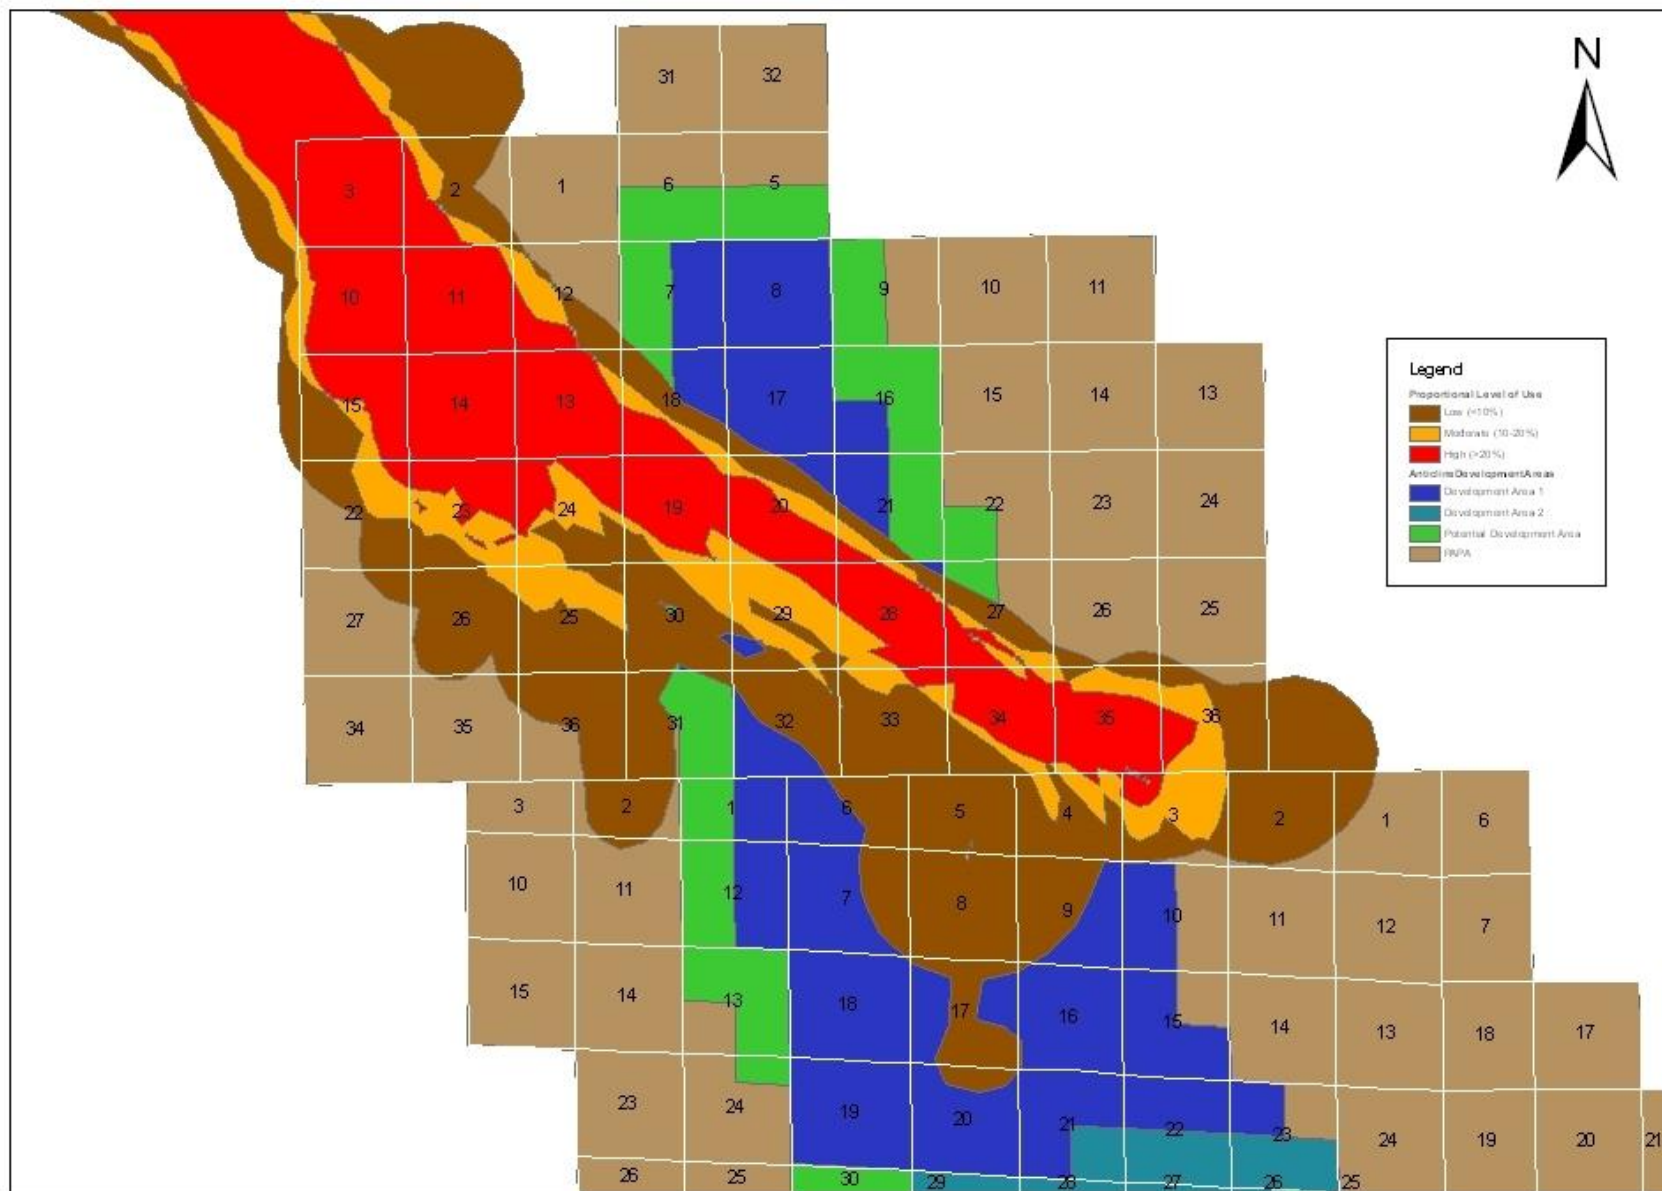 N
31 32
3 2 1 6 5
10 11 12 7 8 9 10 11
15 14 13 18 17 16 15 14 13
22 23 24 19 20 21 22 23 24
27 26 25 30 29 28 27 26 25
34 35 36 31 32 33 34 35 36
3 2 1 6 5 4 3 2 1 6
10 11 12 7 8 9 10 11 12 7
15 14 13 18 17 16 15 14 13 18 17
23 24 19 20 21 22 23 24 19 20 21
26 25 30 29 28 27 26 25
Legend
Proportional Level of Use
Low (<10%)
Moderate (10-20%)
High (>20%)
Anticline Development Areas
Development Area 1
Development Area 2
Potential Development Area
PAPA